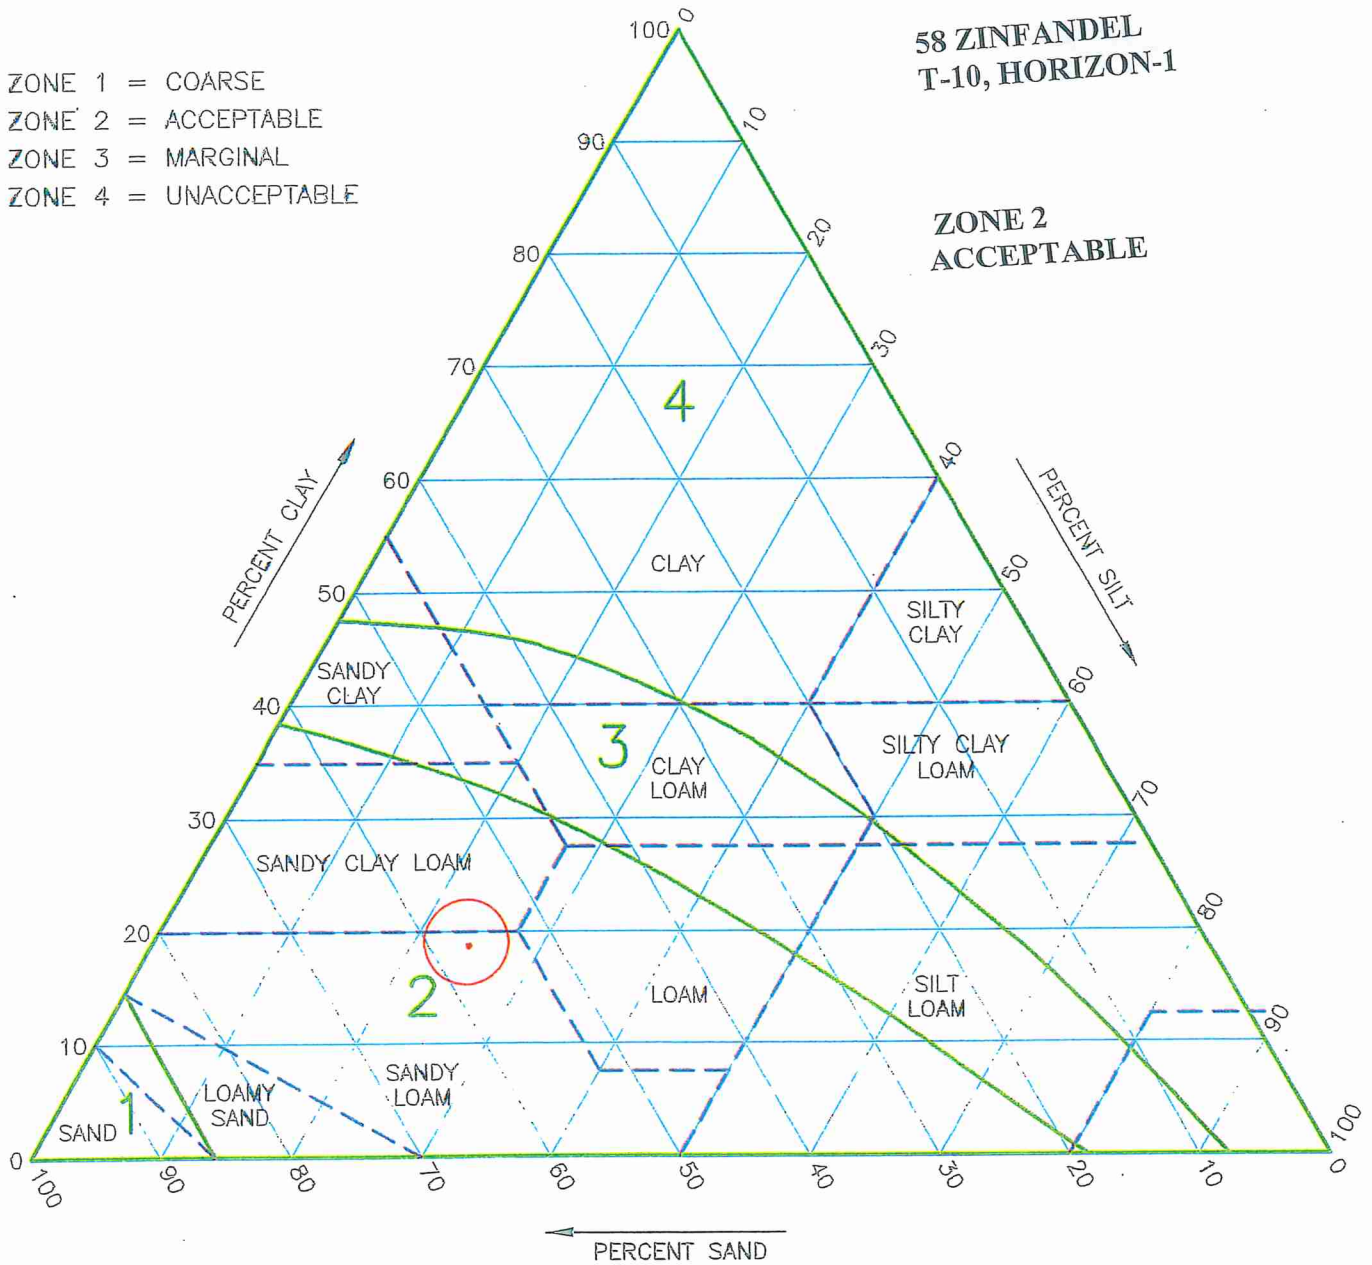 58 ZINFANDEL
T-10, HORIZON-1
ZONE 1 = COARSE
ZONE 2 = ACCEPTABLE
ZONE 3 = MARGINAL
ZONE 4 = UNACCEPTABLE
ZONE 2
ACCEPTABLE
100
90
80
70
60
50
40
30
20
10
0
0
10
20
30
40
50
60
70
80
90
100
PERCENT CLAY
PERCENT SILT
4
CLAY
SILTY
CLAY
SANDY
CLAY
3
CLAY
LOAM
SILTY CLAY
LOAM
SANDY CLAY LOAM
2
LOAM
SILT
LOAM
SANDY
LOAM
LOAMY
SAND
1
SAND
100
90
80
70
60
50
40
30
20
10
0
PERCENT SAND